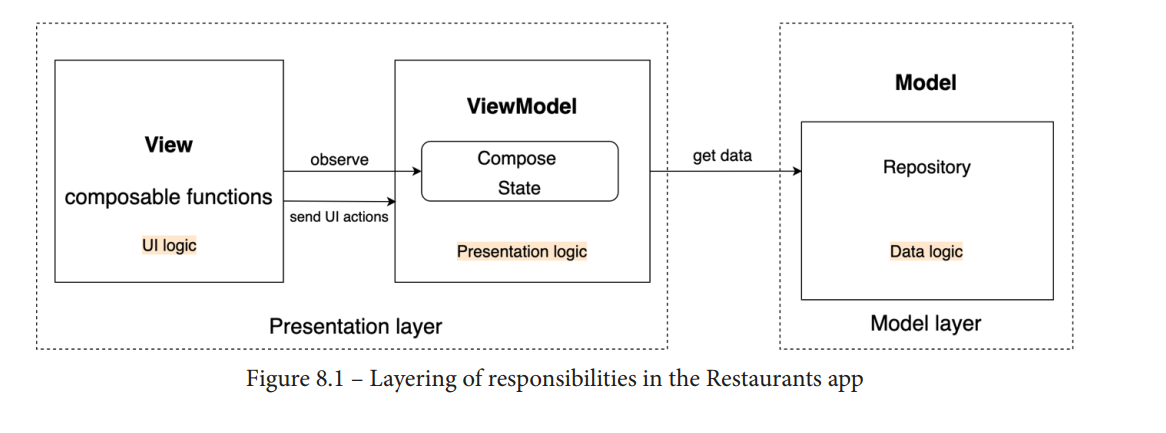 View
composable functions
UI logic
observe
send UI actions
ViewModel
Compose
State
Presentation logic
Presentation layer
get data
Model
Repository
Data logic
Model layer
Figure 8.1 – Layering of responsibilities in the Restaurants app